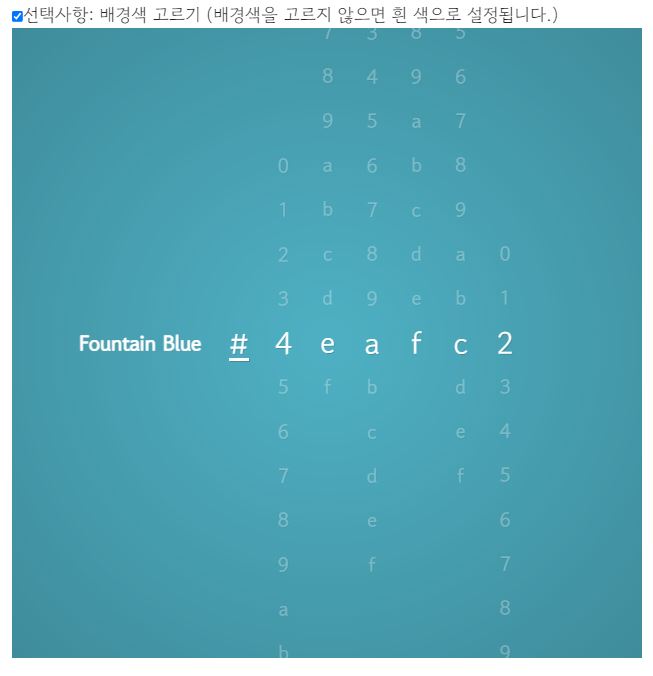 선택사항: 배경색 고르기 (배경색을 고르지 않으면 흰 색으로 설정됩니다.)
7 3 8 5
8 4 9 6
9 5 a 7
0 a 6 b 8
1 b 7 c 9
2 c 8 d a 0
3 d 9 e b 1
Fountain Blue # 4 e a f c 2
5 f b d 3
6 c e 4
7 d f 5
8 e 6
9 f 7
a 8
b 9